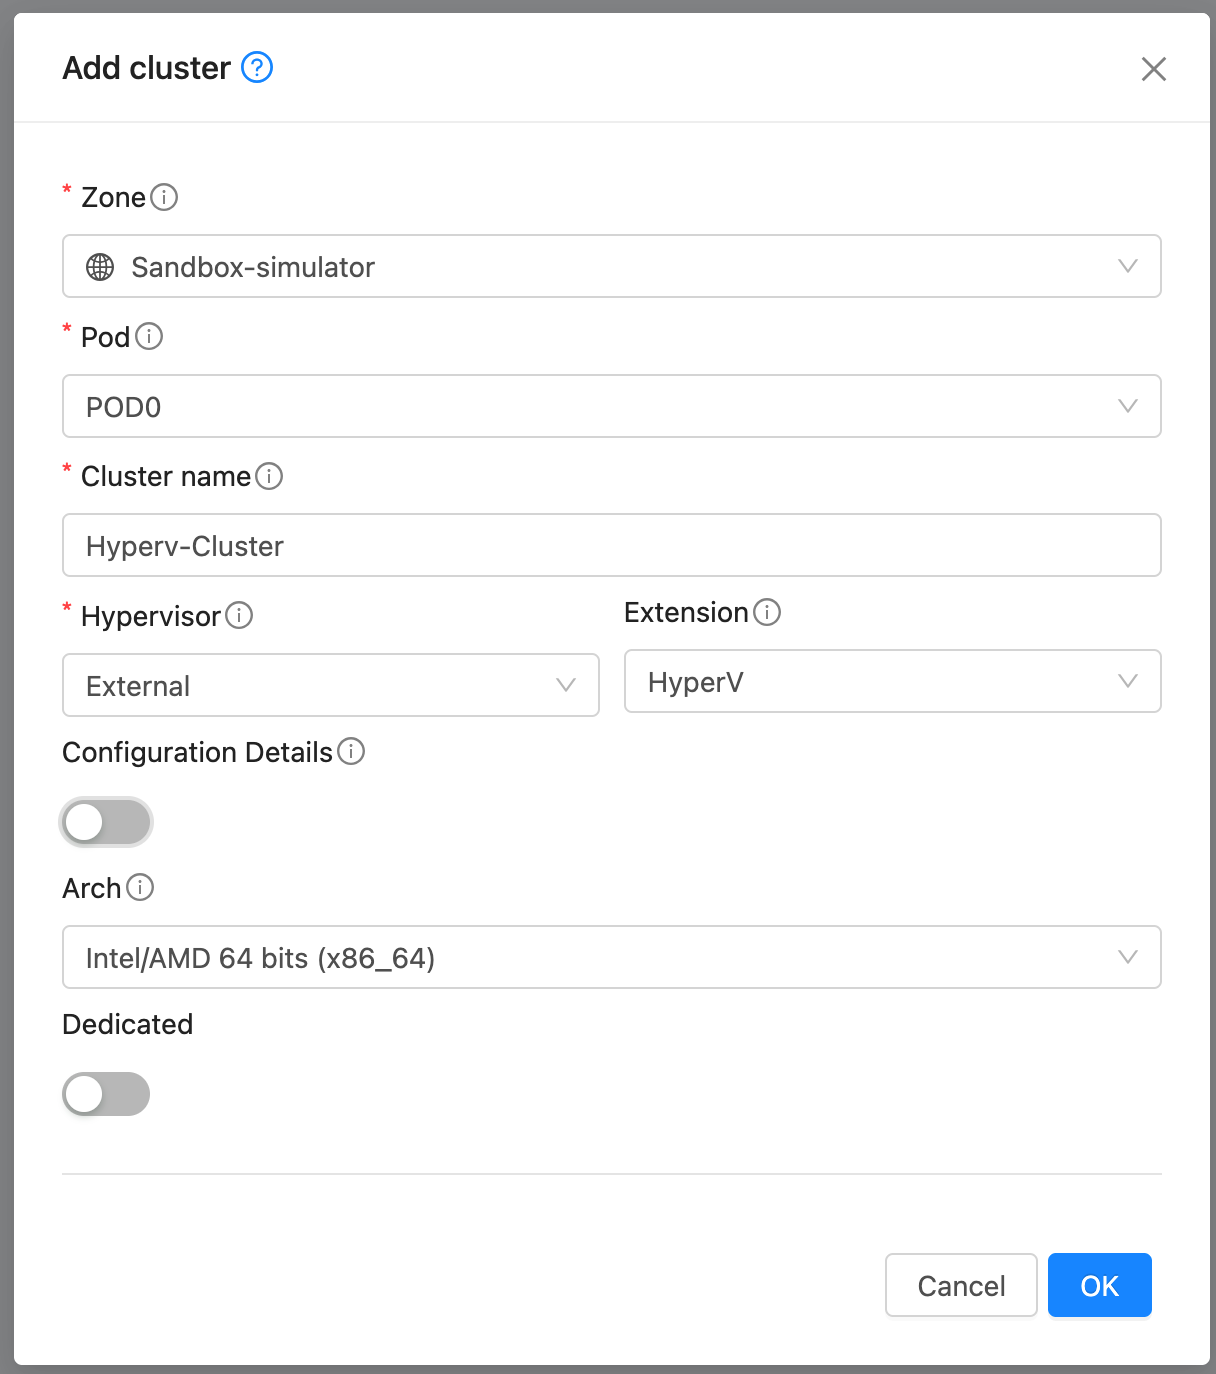 Add cluster ?
* Zone
Sandbox-simulator
* Pod
POD0
* Cluster name
Hyperv-Cluster
* Hypervisor
Extension
External
HyperV
Configuration Details
Arch
Intel/AMD 64 bits (x86_64)
Dedicated
Cancel
OK